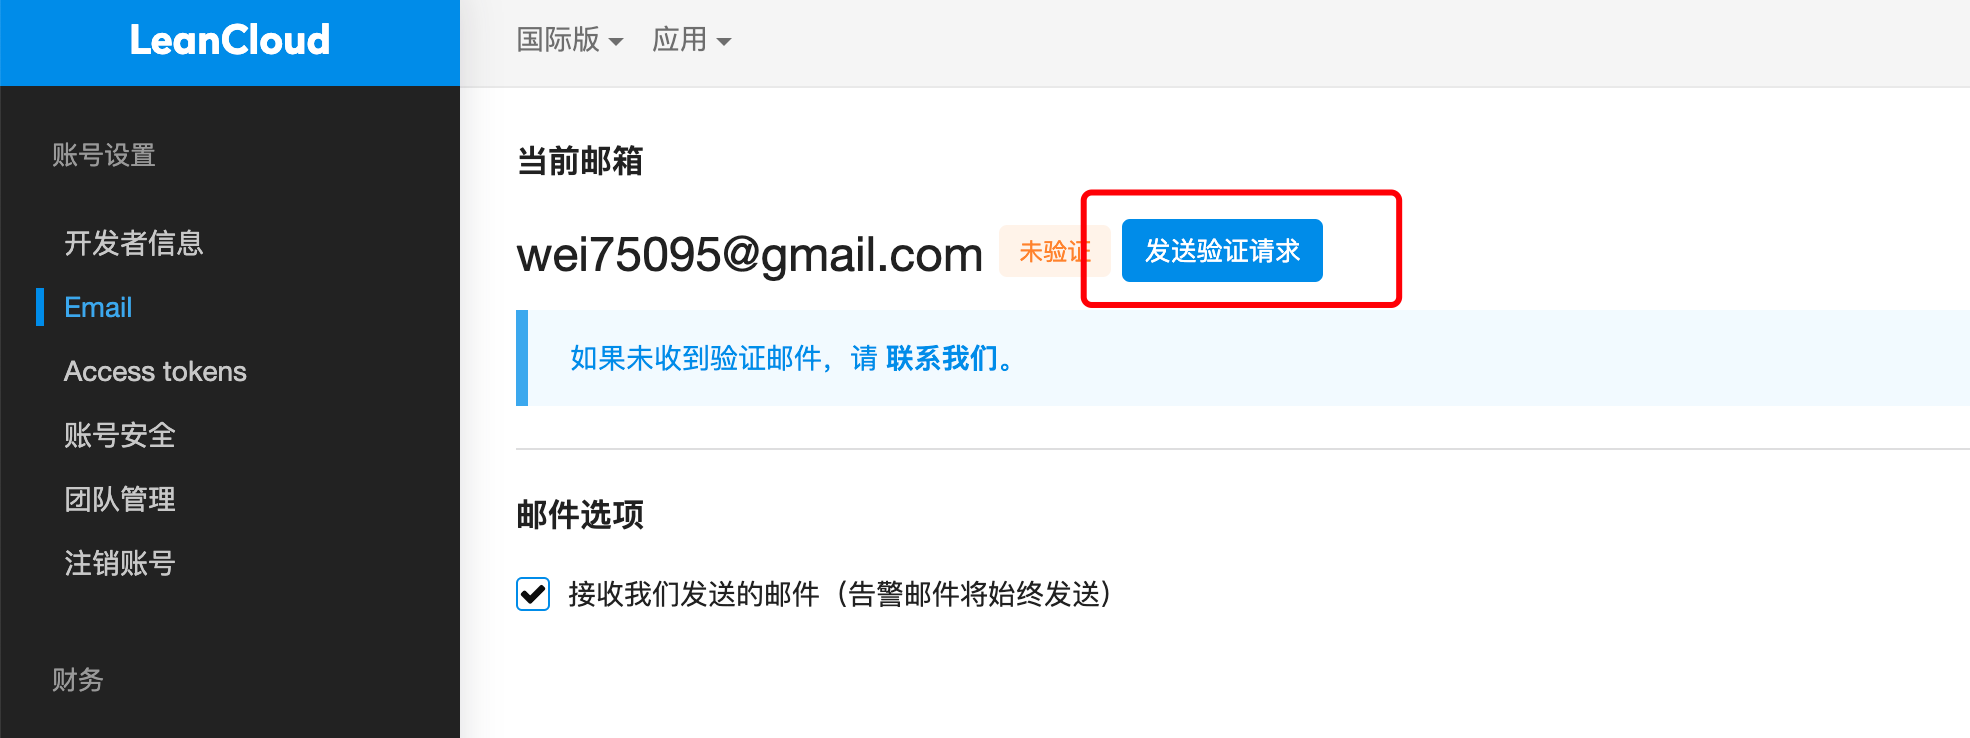 LeanCloud
国际版 应用
账号设置
开发者信息
Email
Access tokens
账号安全
团队管理
注销账号
财务
当前邮箱
wei75095@gmail.com 未验证 发送验证请求
如果未收到验证邮件，请 联系我们。
邮件选项
接收我们发送的邮件（告警邮件将始终发送）